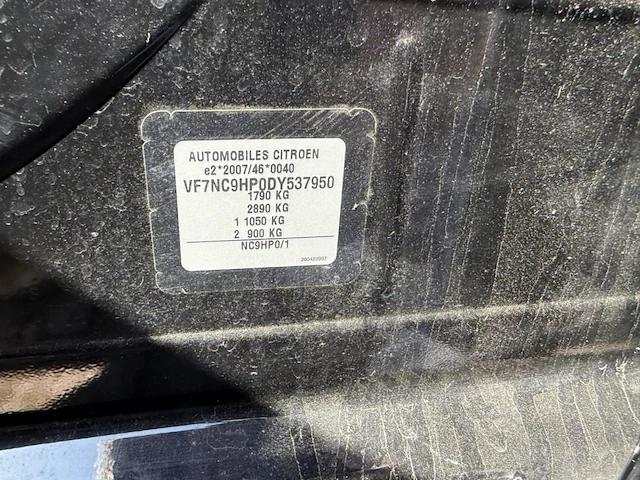 AUTOMOBILES CITROEN
e2*2007/46*0040
VF7NC9HP0DY537950
1790 KG
2890 KG
1 1050 KG
2 900 KG
NC9HP0/1